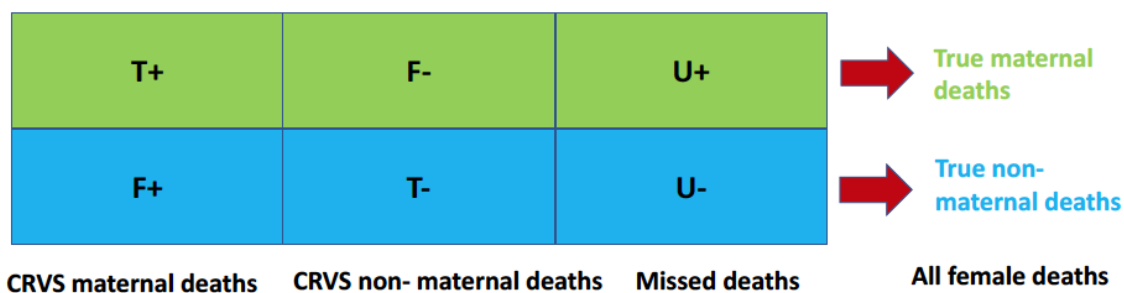 T+
F-
U+
True maternal
deaths
F+
T-
U-
True non-
maternal deaths
CRVS maternal deaths
CRVS non- maternal deaths
Missed deaths
All female deaths